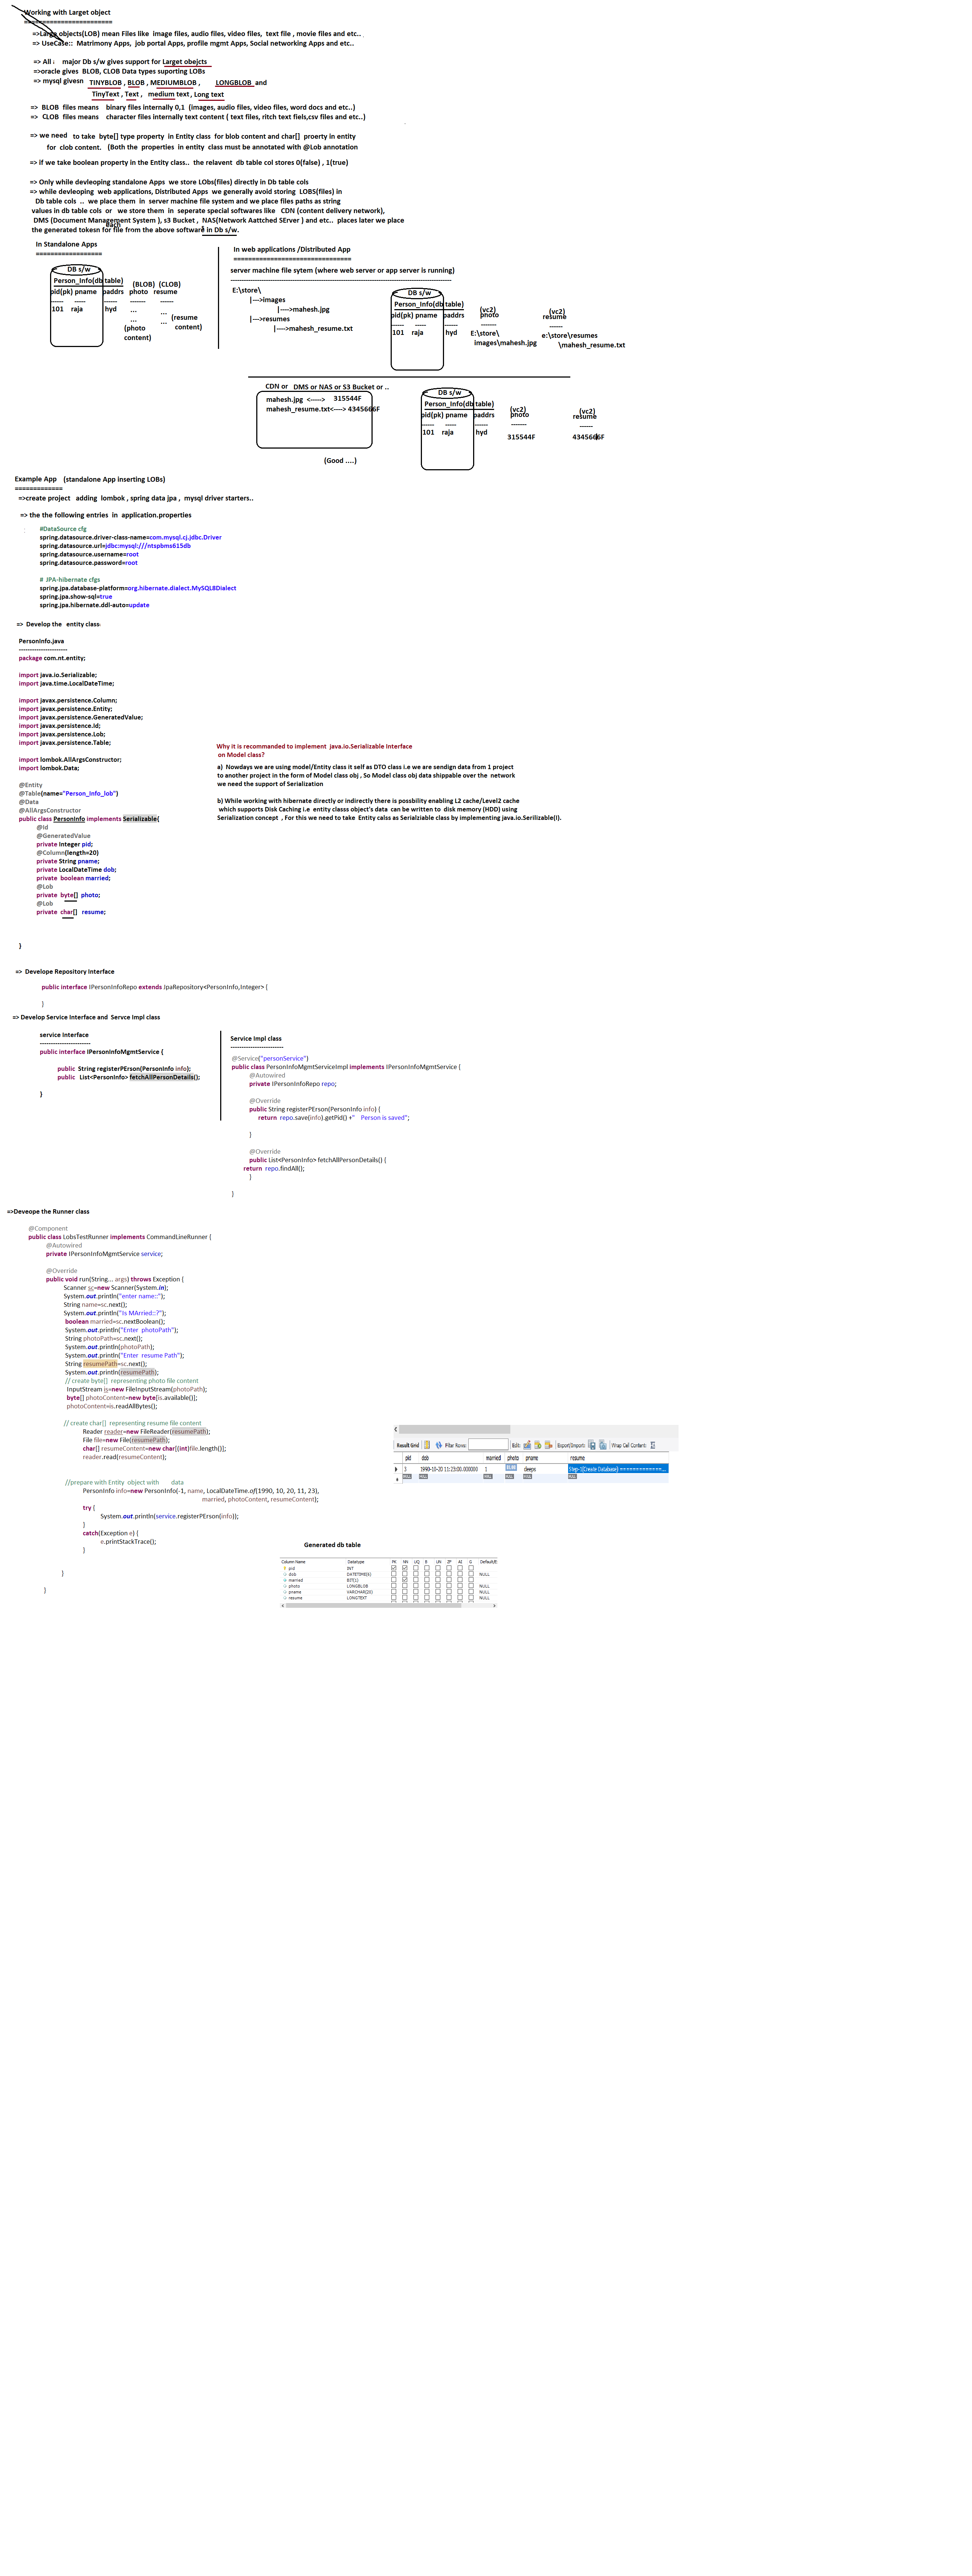 Working with Larget object
========================
=>Large objects(LOB) mean Files like  image files, audio files, video files,  text file , movie files and etc.. .
=> UseCase::  Matrimony Apps,  job portal Apps, profile mgmt Apps, Social networking Apps and etc..
=> All    major Db s/w gives support for Larget obejcts
=>oracle gives  BLOB, CLOB Data types suporting LOBs
=> mysql givesn   TINYBLOB , BLOB , MEDIUMBLOB ,   LONGBLOB  and
TinyText , Text ,  medium text , Long text
=>  BLOB  files means    binary files internally 0,1  (images, audio files, video files, word docs and etc..)
=>  CLOB  files means    character files internally text content ( text files, ritch text fiels,csv files and etc..)
=> we need   to take  byte[] type property  in Entity class  for blob content and char[]  proerty in entity
for  clob content.   (Both the  properties  in entity  class must be annotated with @Lob annotation
=> if we take boolean property in the Entity class..  the relavent  db table col stores 0(false) , 1(true)
=> Only while devleoping standalone Apps  we store LObs(files) directly in Db table cols
=> while devleoping  web applications, Distributed Apps  we generally avoid storing  LOBS(files) in
Db table cols  ..  we place them  in  server machine file system and we place files paths as string
values in db table cols  or   we store them  in  seperate special softwares like   CDN (content delivery network),
DMS (Document Management System ), s3 Bucket ,  NAS(Network Aattched SErver ) and etc..  places later we place
the generated tokesn for each file from the above software in Db s/w.
In Standalone Apps
==================
DB s/w
Person_Info(db table)
(BLOB)  (CLOB)
pid(pk) pname   paddrs   photo   resume
------   -----   ------   -------   ------
101    raja   hyd   ...   ...
...   ...
(photo content)
(resume content)
In web applications /Distributed App
================================
server machine file sytem (where web server or app server is running)
----------------------------------------------------------------------------------------
E:\store\
|--->images
|---->mahesh.jpg
|--->resumes
|---->mahesh_resume.txt
DB s/w
Person_Info(db table)
(vc2)   (vc2)
pid(pk) pname   paddrs   photo   resume
------   -----   ------   -------   ------
101   raja   hyd   E:\store\   e:\store\resumes
images\mahesh.jpg   \mahesh_resume.txt
CDN or   DMS or NAS or S3 Bucket or ..
mahesh.jpg  <----->   315544F
mahesh_resume.txt<----> 4345666F
DB s/w
Person_Info(db table)
(vc2)   (vc2)
pid(pk) pname   paddrs   photo   resume
------   -----   ------   -------   ------
101   raja   hyd   315544F   4345666F
(Good ....)
Example App   (standalone App inserting LOBs)
=============
=>create project   adding  lombok , spring data jpa ,  mysql driver starters..
=> the the following entries  in  application.properties
#DataSource cfg
spring.datasource.driver-class-name=com.mysql.cj.jdbc.Driver
spring.datasource.url=jdbc:mysql:///ntspbms615db
spring.datasource.username=root
spring.datasource.password=root
#  JPA-hibernate cfgs
spring.jpa.database-platform=org.hibernate.dialect.MySQL8Dialect
spring.jpa.show-sql=true
spring.jpa.hibernate.ddl-auto=update
=>  Develop the   entity class
PersonInfo.java
---------------------
package com.nt.entity;
import java.io.Serializable;
import java.time.LocalDateTime;
import javax.persistence.Column;
import javax.persistence.Entity;
import javax.persistence.GeneratedValue;
import javax.persistence.Id;
import javax.persistence.Lob;
import javax.persistence.Table;
import lombok.AllArgsConstructor;
import lombok.Data;
@Entity
@Table(name="Person_Info_lob")
@Data
@AllArgsConstructor
public class PersonInfo implements Serializable{
@Id
@GeneratedValue
private Integer pid;
@Column(length=20)
private String pname;
private LocalDateTime dob;
private  boolean married;
@Lob
private  byte[]  photo;
@Lob
private  char[]   resume;
}
Why it is recommanded to implement  java.io.Serializable Interface
on Model class?
a)  Nowdays we are using model/Entity class it self as DTO class i.e we are sendign data from 1 project
to another project in the form of Model class obj , So Model class obj data shippable over the  network
we need the support of Serialization
b) While working with hibernate directly or indirectly there is possbility enabling L2 cache/Level2 cache
which supports Disk Caching i.e  entity classs object's data  can be written to  disk memory (HDD) using
Serialization concept  , For this we need to take  Entity calss as Serialziable class by implementing java.io.Serilizable(I).
=>  Develope Repository Interface
public interface IPersonInfoRepo extends JpaRepository<PersonInfo,Integer> {
}
=> Develop Service Interface and  Servce Impl class
service Interface
-----------------------
public interface IPersonInfoMgmtService {
public  String registerPErson(PersonInfo info);
public   List<PersonInfo> fetchAllPersonDetails();
}
Service Impl class
------------------------
@Service("personService")
public class PersonInfoMgmtServiceImpl implements IPersonInfoMgmtService {
@Autowired
private IPersonInfoRepo repo;
@Override
public String registerPErson(PersonInfo info) {
return  repo.save(info).getPid() +"    Person is saved";
}
@Override
public List<PersonInfo> fetchAllPersonDetails() {
return  repo.findAll();
}
}
=>Deveope the Runner class
@Component
public class LobsTestRunner implements CommandLineRunner {
@Autowired
private IPersonInfoMgmtService service;
@Override
public void run(String... args) throws Exception {
Scanner sc=new Scanner(System.in);
System.out.println("enter name::");
String name=sc.next();
System.out.println("Is MArried::?");
boolean married=sc.nextBoolean();
System.out.println("Enter  photoPath");
String photoPath=sc.next();
System.out.println(photoPath);
System.out.println("Enter  resume Path");
String resumePath=sc.next();
System.out.println(resumePath);
// create byte[]  representing photo file content
InputStream is=new FileInputStream(photoPath);
byte[] photoContent=new byte[is.available()];
photoContent=is.readAllBytes();
// create char[]  representing resume file content
Reader reader=new FileReader(resumePath);
File file=new File(resumePath);
char[] resumeContent=new char[(int)file.length()];
reader.read(resumeContent);
//prepare with Entity  object with       data
PersonInfo info=new PersonInfo(-1, name, LocalDateTime.of(1990, 10, 20, 11, 23),
married, photoContent, resumeContent);
try {
System.out.println(service.registerPErson(info));
}
catch(Exception e) {
e.printStackTrace();
}
}
}
Result Grid   Filter Rows:   Edit:   Export/Import:   Wrap Cell Content:
pid   dob   married   photo   pname   resume
1990-10-20 11:23:00.000000   1   BLOB   deeps   Step-1(Create Database) =============...
NULL   NULL   NULL   NULL   NULL   NULL
Generated db table
Column Name   Datatype   PK   NN   UQ   B   UN   ZF   AI   G   Default/E
pid   INT
dob   DATETIME(6)   NULL
married   BIT(1)
photo   LONGBLOB   NULL
pname   VARCHAR(20)   NULL
resume   LONGTEXT   NULL